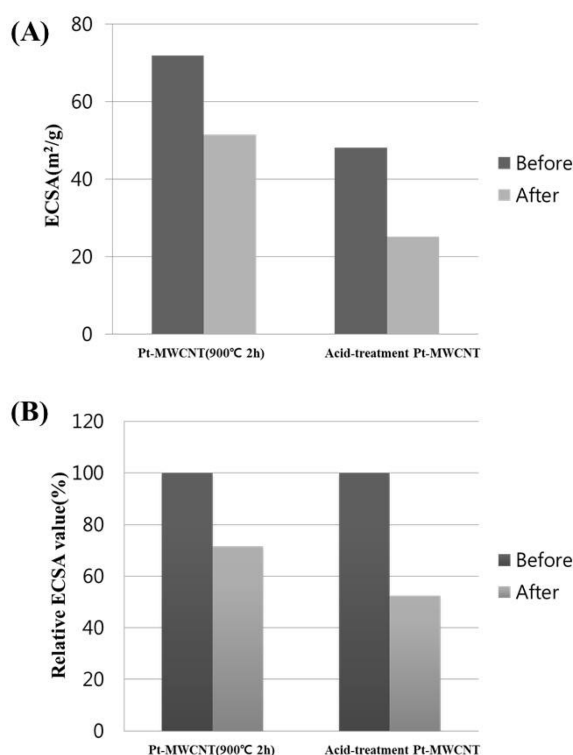 (A)
80
60
40
20
0
ECSA(m²/g)
Before
After
Pt-MWCNT(900℃ 2h)
Acid-treatment Pt-MWCNT
(B)
120
100
80
60
40
20
0
Relative ECSA value(%)
Before
After
Pt-MWCNT(900℃ 2h)
Acid-treatment Pt-MWCNT